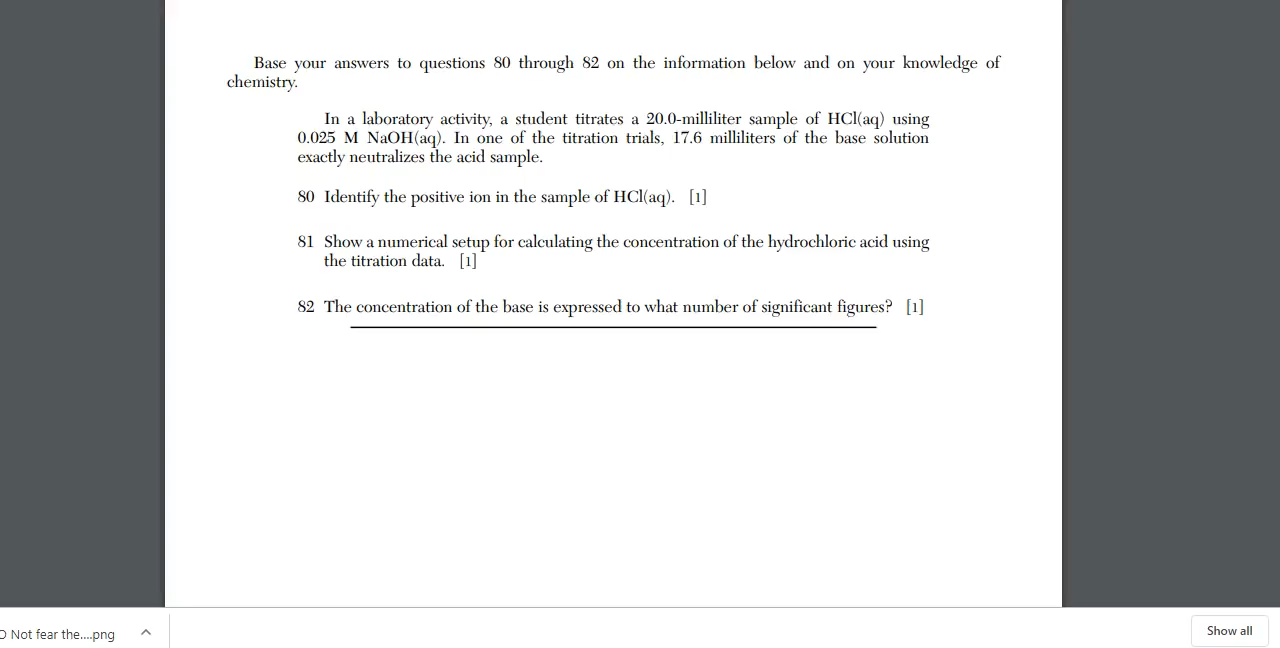 Base your answers to questions 80 through 82 on the information below and on your knowledge of
chemistry.
In a laboratory activity, a student titrates a 20.0-milliliter sample of HCl(aq) using
0.025 M NaOH(aq). In one of the titration trials, 17.6 milliliters of the base solution
exactly neutralizes the acid sample.
80 Identify the positive ion in the sample of HCl(aq). [1]
81 Show a numerical setup for calculating the concentration of the hydrochloric acid using
the titration data. [1]
82 The concentration of the base is expressed to what number of significant figures? [1]
Not fear the....png
Show all